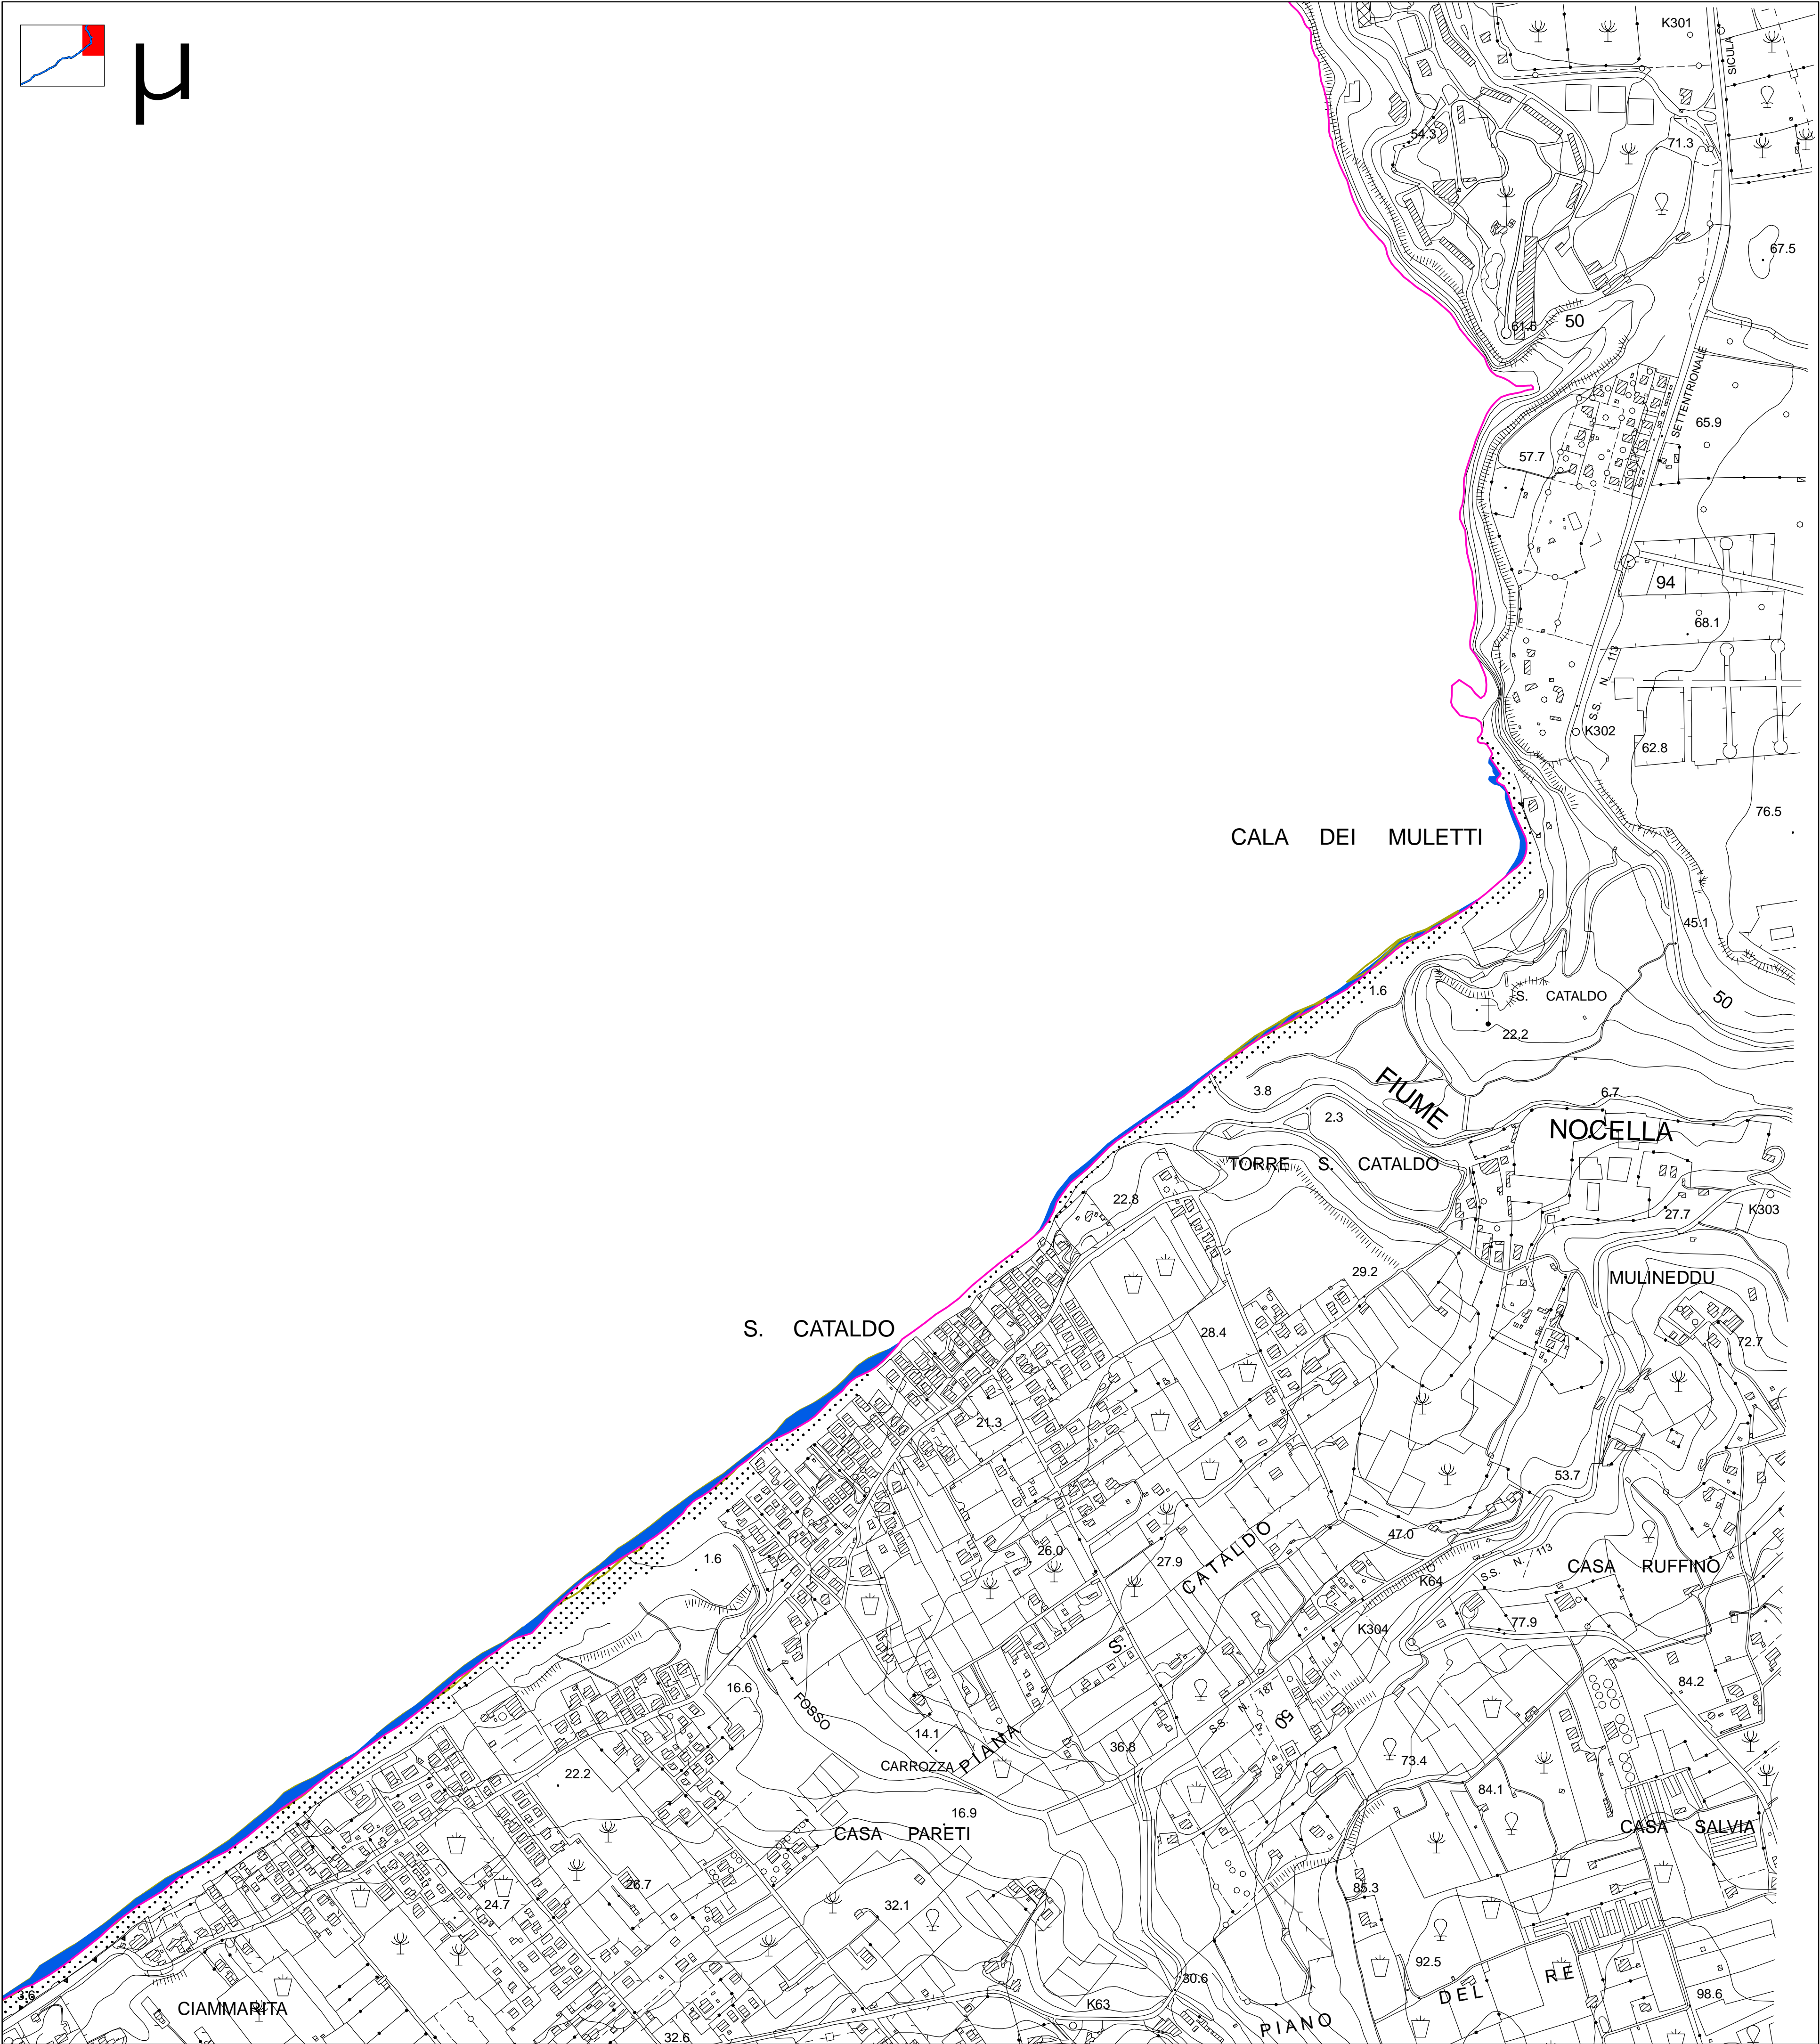 μ
K301
SICULA
54.3
71.3
67.5
61.5
50
SETTENTRIONALE
65.9
57.7
94
68.1
S.S. N. 113
K302
62.8
76.5
CALA DEI MULETTI
45.1
1.6
S. CATALDO
50
22.2
3.8
FIUME
6.7
2.3
NOCELLA
TORRE S. CATALDO
22.8
27.7
K303
29.2
MULINEDDU
S. CATALDO
28.4
72.7
21.3
53.7
47.0
1.6
26.0
27.9
CASA RUFFINO
S.S. N. 113
K64
77.9
K304
PIANA S. CATALDO
84.2
16.6
FOSSO
S.S. N. 187
50
14.1
36.8
CARROZZA
73.4
22.2
84.1
16.9
CASA PARETI
CASA SALVIA
26.7
85.3
24.7
32.1
92.5
30.6
PIANO DEL RE
98.6
CIAMMARITA
K63
32.6